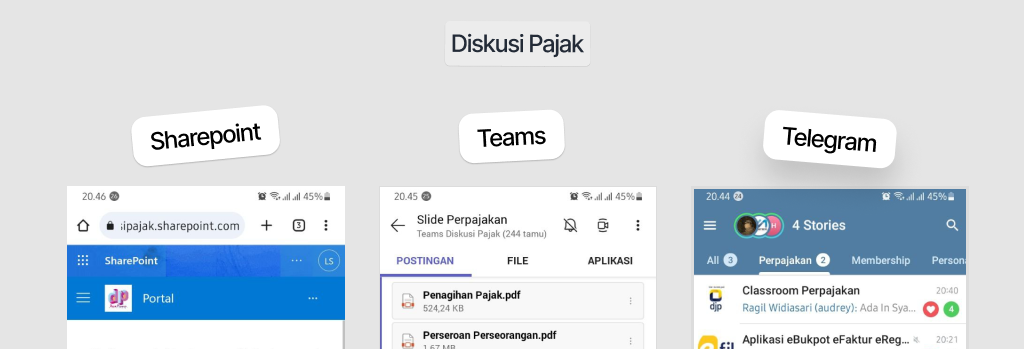 Diskusi Pajak
Sharepoint
Teams
Telegram
20.46 45%
ipajak.sharepoint.com 3
SharePoint LS
dp Portal
20.45 45%
Slide Perpajakan
Teams Diskusi Pajak (244 tamu)
POSTINGAN FILE APLIKASI
Penagihan Pajak.pdf
524,24 KB
Perseroan Perseorangan.pdf
1,67 MB
20.44 24 45%
4 Stories
All 3 Perpajakan 2 Membership Persona
Classroom Perpajakan 20:40
djp Ragil Widiasari (audrey): Ada In Sya... 4
Aplikasi eBukpot eFaktur eReg... 20:21
e fil